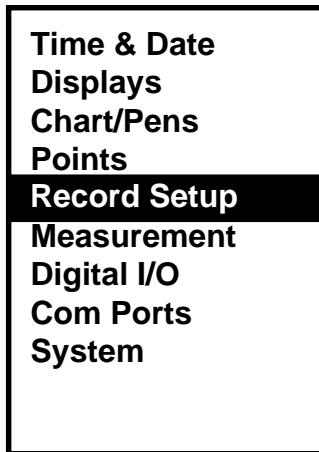 Time & Date
Displays
Chart/Pens
Points
Record Setup
Measurement
Digital I/O
Com Ports
System